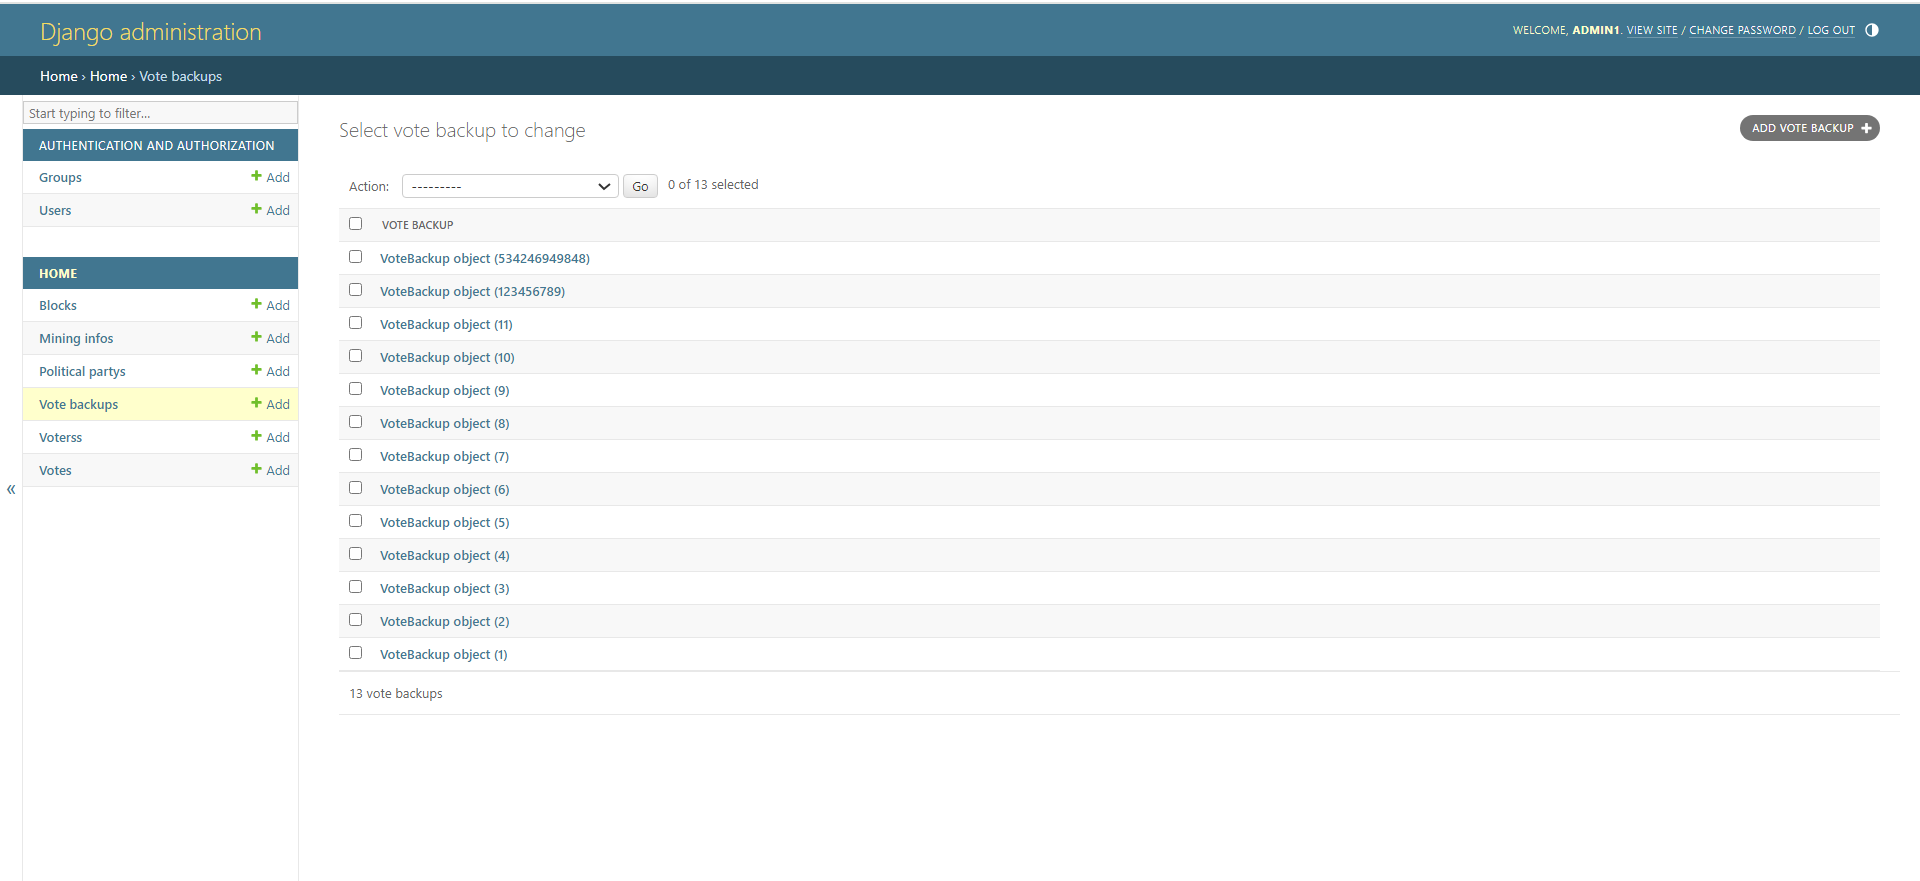 Django administration
WELCOME, ADMIN1. VIEW SITE / CHANGE PASSWORD / LOG OUT
Home › Home › Vote backups
Start typing to filter...
AUTHENTICATION AND AUTHORIZATION
Groups + Add
Users + Add
HOME
Blocks + Add
Mining infos + Add
Political partys + Add
Vote backups + Add
Voterss + Add
Votes + Add
«
Select vote backup to change
ADD VOTE BACKUP +
Action: --------- Go 0 of 13 selected
VOTE BACKUP
VoteBackup object (534246949848)
VoteBackup object (123456789)
VoteBackup object (11)
VoteBackup object (10)
VoteBackup object (9)
VoteBackup object (8)
VoteBackup object (7)
VoteBackup object (6)
VoteBackup object (5)
VoteBackup object (4)
VoteBackup object (3)
VoteBackup object (2)
VoteBackup object (1)
13 vote backups